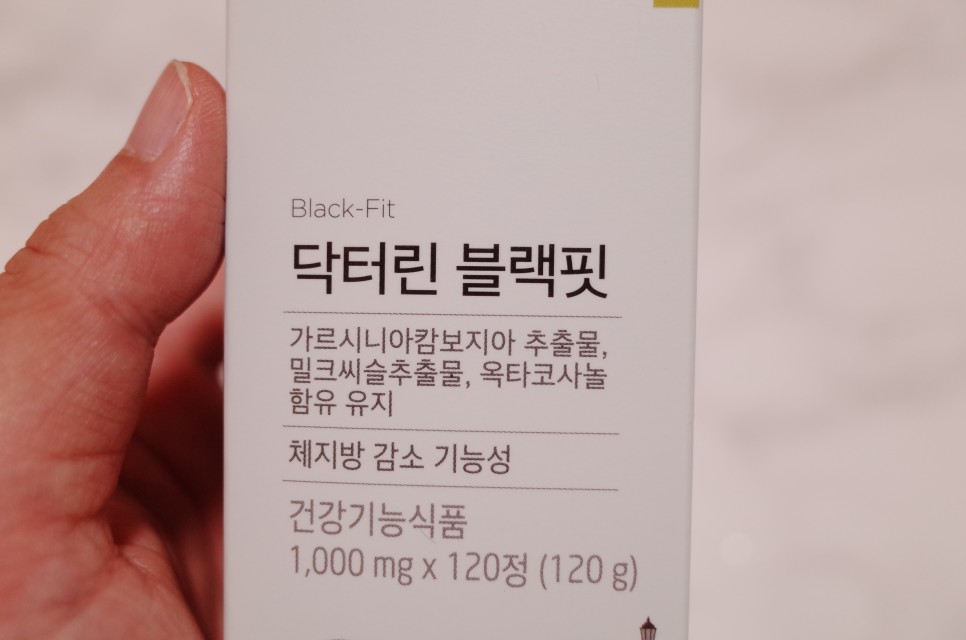 Black-Fit
닥터린 블랙핏
가르시니아캄보지아 추출물,
밀크씨슬추출물, 옥타코사놀
함유 유지
체지방 감소 기능성
건강기능식품
1,000 mg x 120정 (120 g)